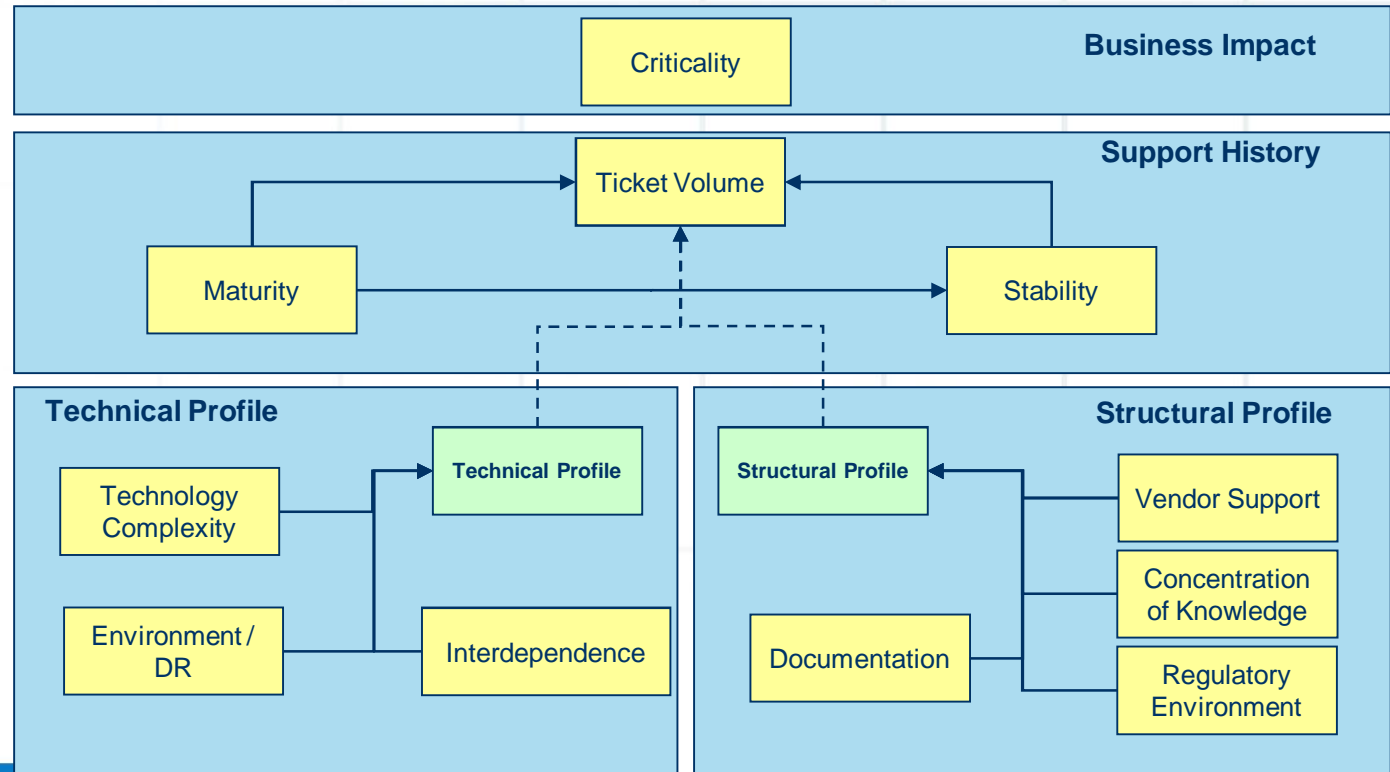 Business Impact
Criticality
Support History
Ticket Volume
Maturity
Stability
Technical Profile
Technical Profile
Technology
Complexity
Environment / 
DR
Interdependence
Structural Profile
Structural Profile
Vendor Support
Concentration
of Knowledge
Documentation
Regulatory
Environment